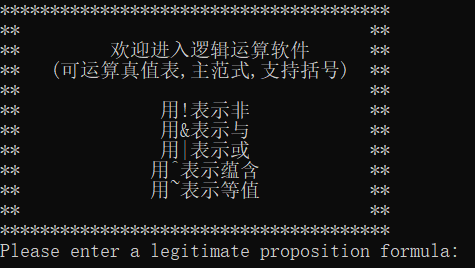 ***************************************
**                                   **
**         欢迎进入逻辑运算软件         **
**   (可运算真值表,主范式,支持括号)   **
**                                   **
**              用!表示非              **
**              用&表示与              **
**              用|表示或              **
**             用^表示蕴含             **
**             用~表示等值             **
**                                   **
***************************************
Please enter a legitimate proposition formula: